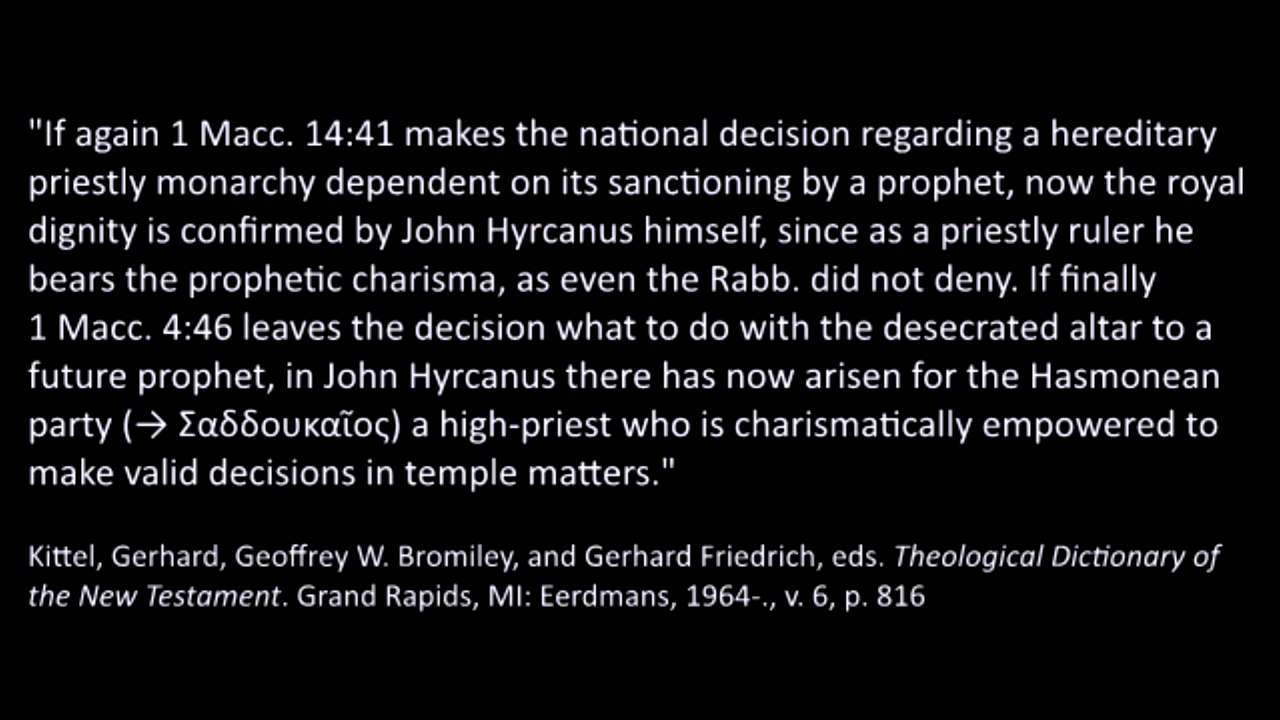 "If again 1 Macc. 14:41 makes the national decision regarding a hereditary
priestly monarchy dependent on its sanctioning by a prophet, now the royal
dignity is confirmed by John Hyrcanus himself, since as a priestly ruler he
bears the prophetic charisma, as even the Rabb. did not deny. If finally
1 Macc. 4:46 leaves the decision what to do with the desecrated altar to a
future prophet, in John Hyrcanus there has now arisen for the Hasmonean
party (→ Σαδδουκαῖος) a high-priest who is charismatically empowered to
make valid decisions in temple matters."
Kittel, Gerhard, Geoffrey W. Bromiley, and Gerhard Friedrich, eds. Theological Dictionary of
the New Testament. Grand Rapids, MI: Eerdmans, 1964-., v. 6, p. 816